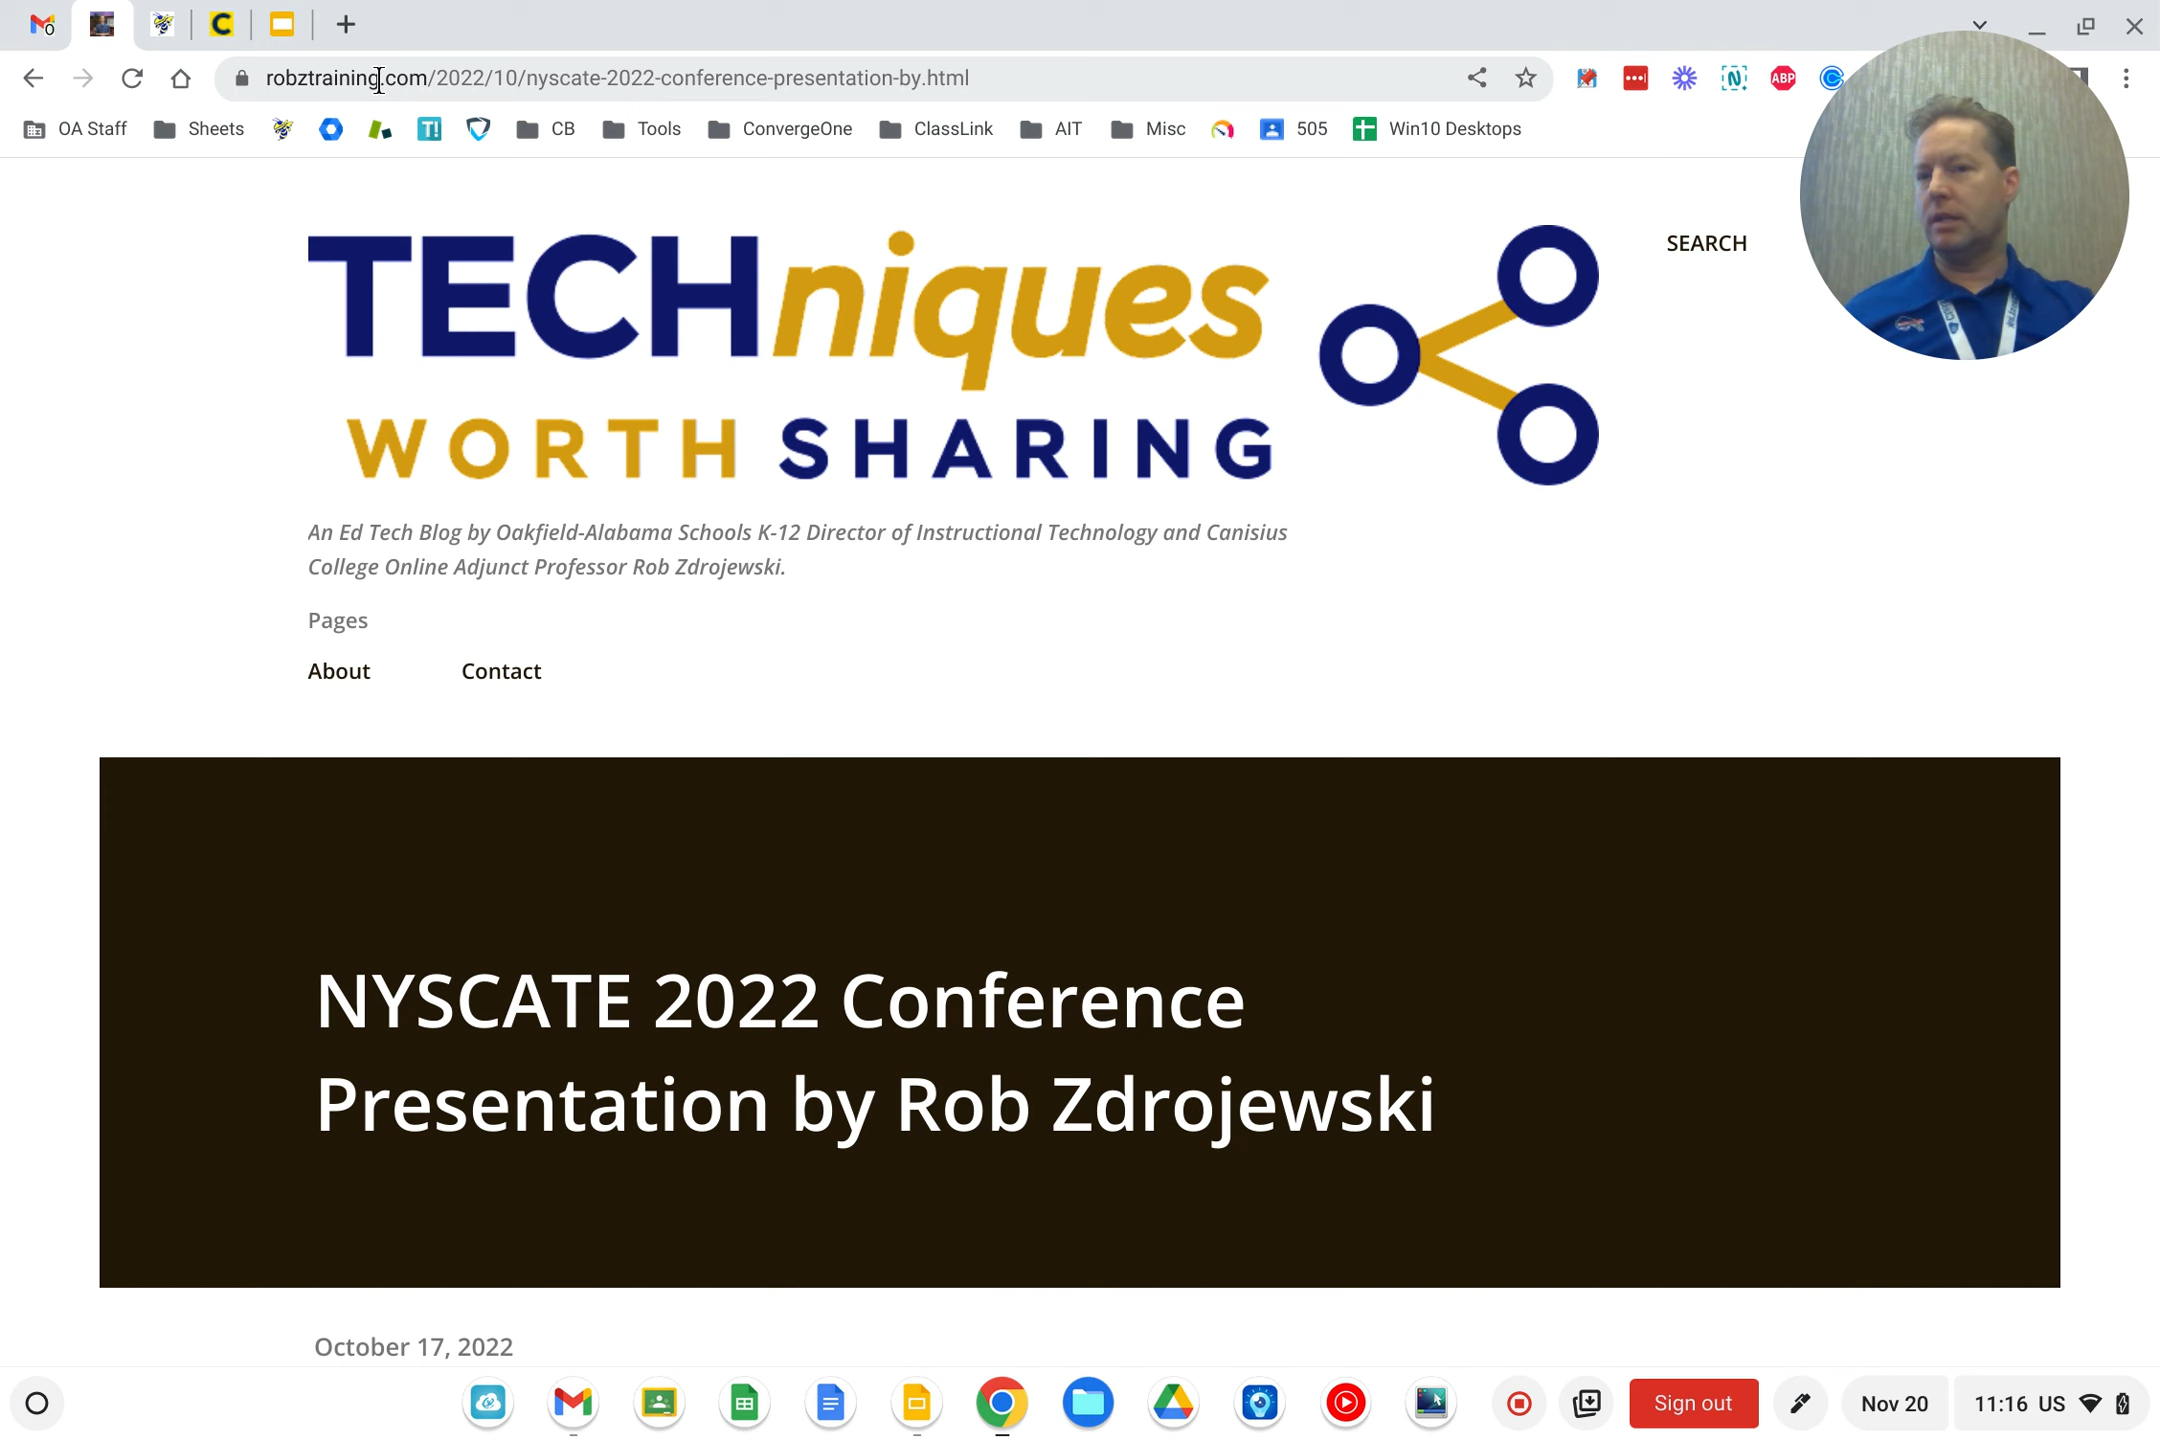 robztraining.com/2022/10/nyscate-2022-conference-presentation-by.html
OA Staff
Sheets
CB
Tools
ConvergeOne
ClassLink
AIT
Misc
505
Win10 Desktops
TECHniques
WORTH SHARING
SEARCH
An Ed Tech Blog by Oakfield-Alabama Schools K-12 Director of Instructional Technology and Canisius
College Online Adjunct Professor Rob Zdrojewski.
Pages
About
Contact
NYSCATE 2022 Conference
Presentation by Rob Zdrojewski
October 17, 2022
Sign out
Nov 20
11:16 US